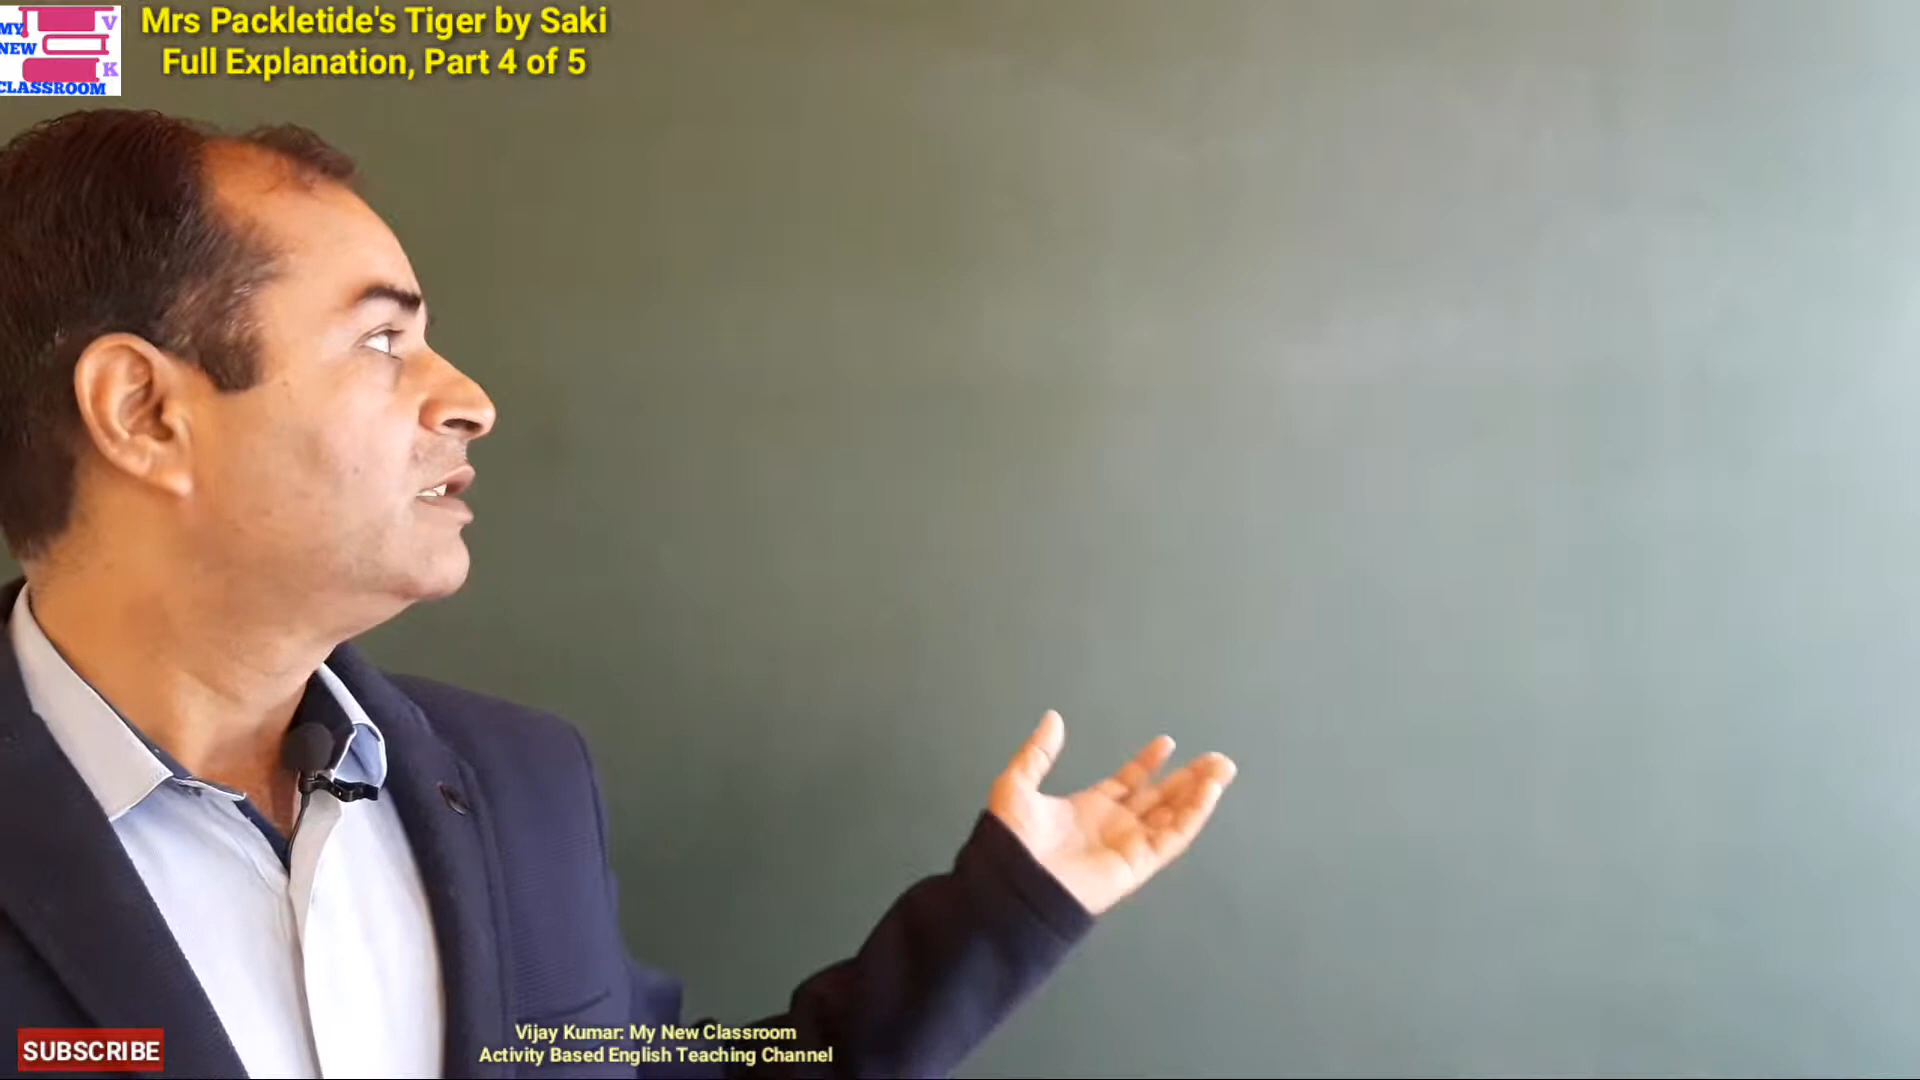 MY
NEW
CLASSROOM
V
K
Mrs Packletide's Tiger by Saki
Full Explanation, Part 4 of 5
SUBSCRIBE
Vijay Kumar: My New Classroom
Activity Based English Teaching Channel